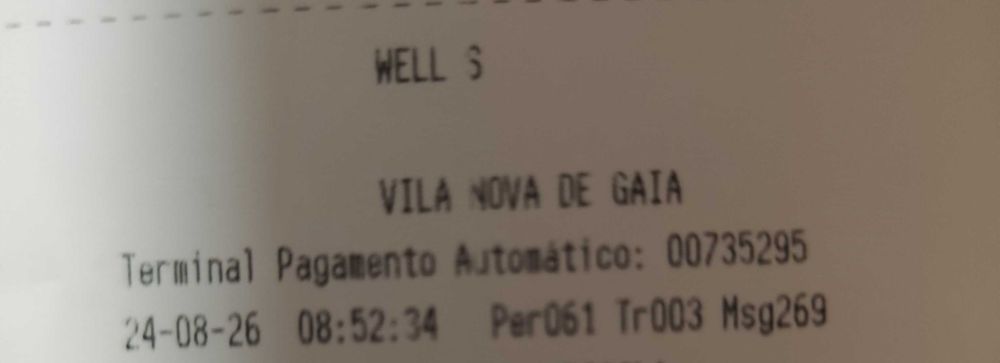 WELL S
VILA NOVA DE GAIA
Terminal Pagamento Automático: 00735295
24-08-26 08:52:34 Per061 Tr003 Msg269